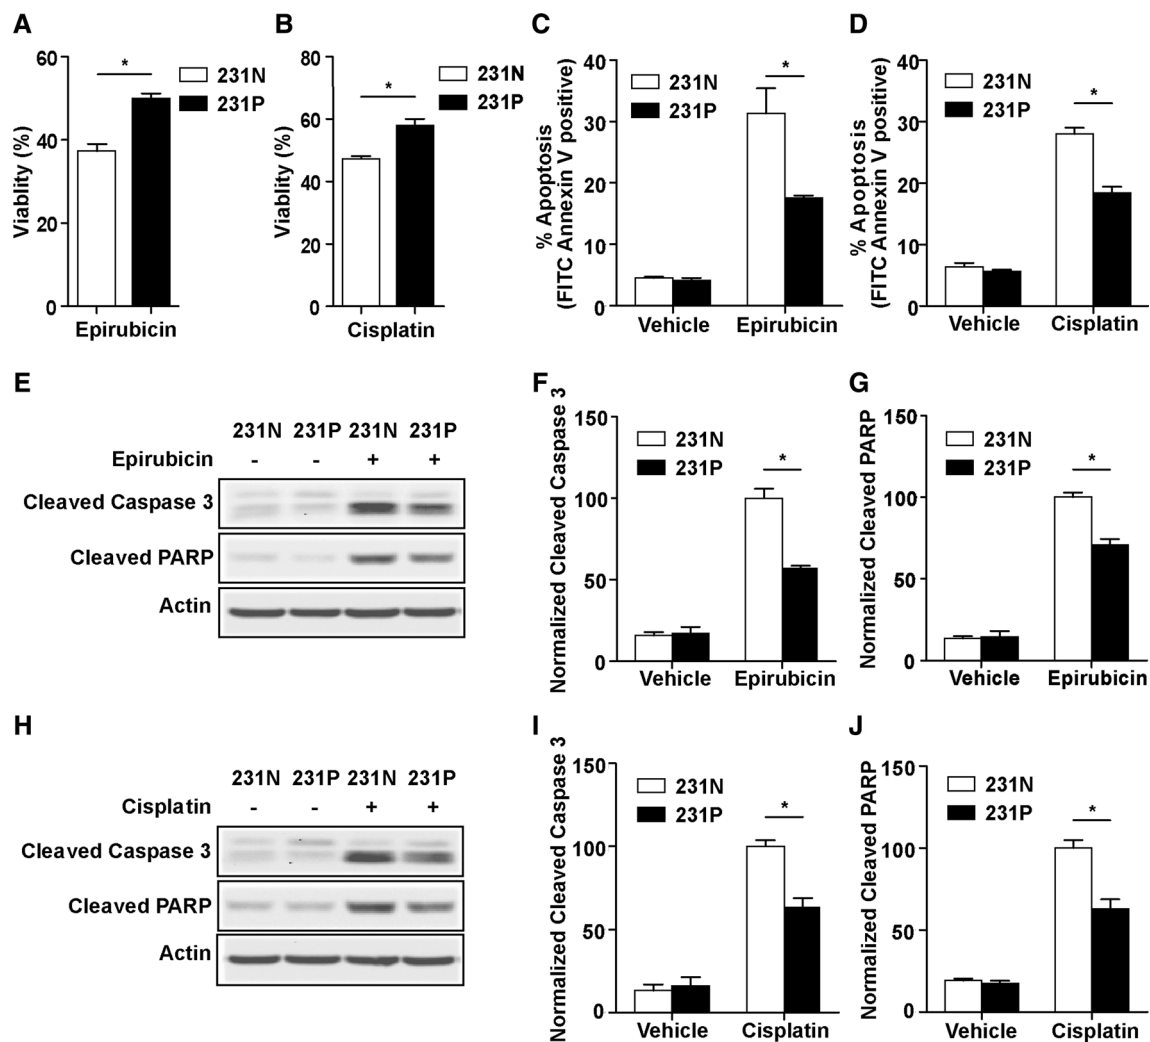 A
Viablity (%)
60
40
20
0
*
231N
231P
Epirubicin
B
Viability (%)
80
60
40
20
0
*
231N
231P
Cisplatin
C
% Apoptosis
(FITC Annexin V positive)
40
30
20
10
0
231N
231P
*
Vehicle
Epirubicin
D
% Apoptosis
(FITC Annexin V positive)
40
30
20
10
0
231N
231P
*
Vehicle
Cisplatin
E
231N 231P 231N 231P
Epirubicin - - + +
Cleaved Caspase 3
Cleaved PARP
Actin
F
Normalized Cleaved Caspase 3
150
100
50
0
231N
231P
*
Vehicle
Epirubicin
G
Normalized Cleaved PARP
150
100
50
0
231N
231P
*
Vehicle
Epirubicin
H
231N 231P 231N 231P
Cisplatin - - + +
Cleaved Caspase 3
Cleaved PARP
Actin
I
Normalized Cleaved Caspase 3
150
100
50
0
231N
231P
*
Vehicle
Cisplatin
J
Normalized Cleaved PARP
150
100
50
0
231N
231P
*
Vehicle
Cisplatin